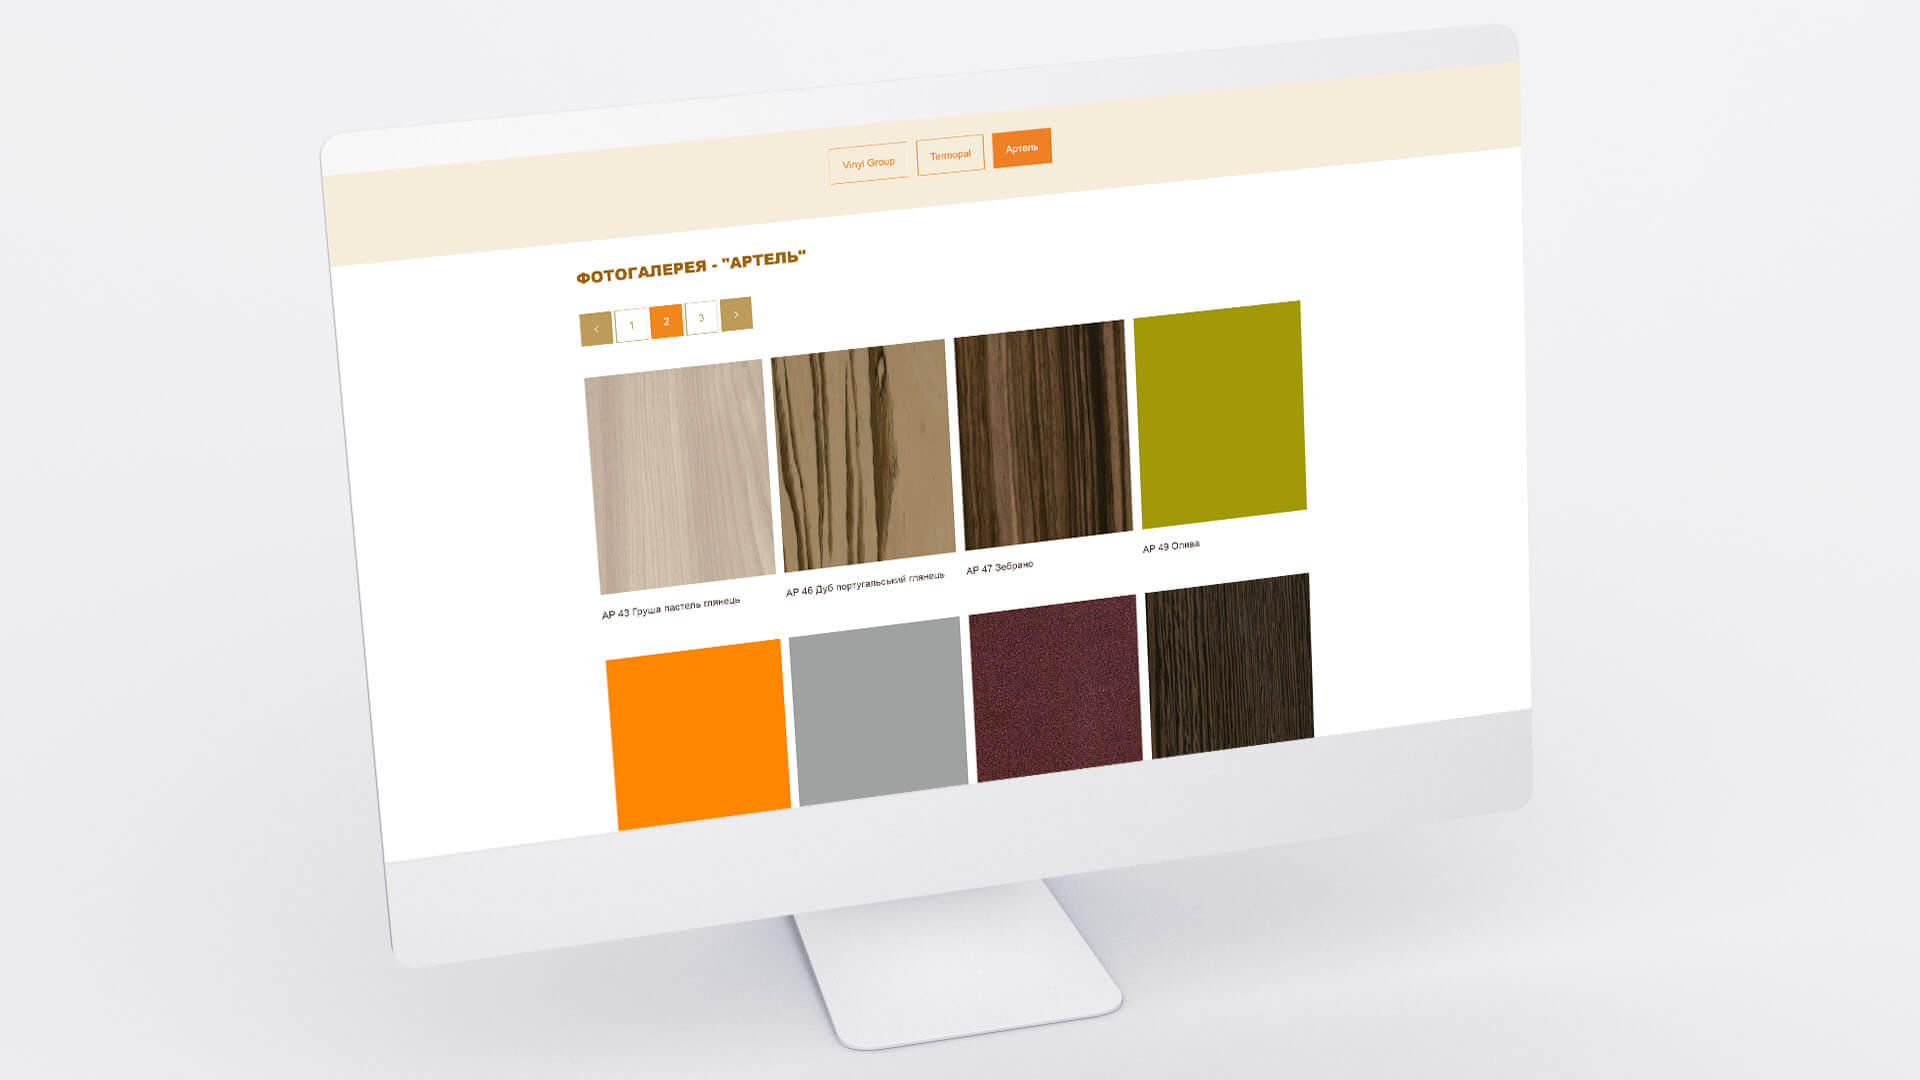 Vinyl Group
Termopal
Артель
ФОТОГАЛЕРЕЯ - "АРТЕЛЬ"
< 1 2 3 >
АР 43 Груша пастель глянець
АР 46 Дуб португальський глянець
АР 47 Зебрано
АР 49 Олива